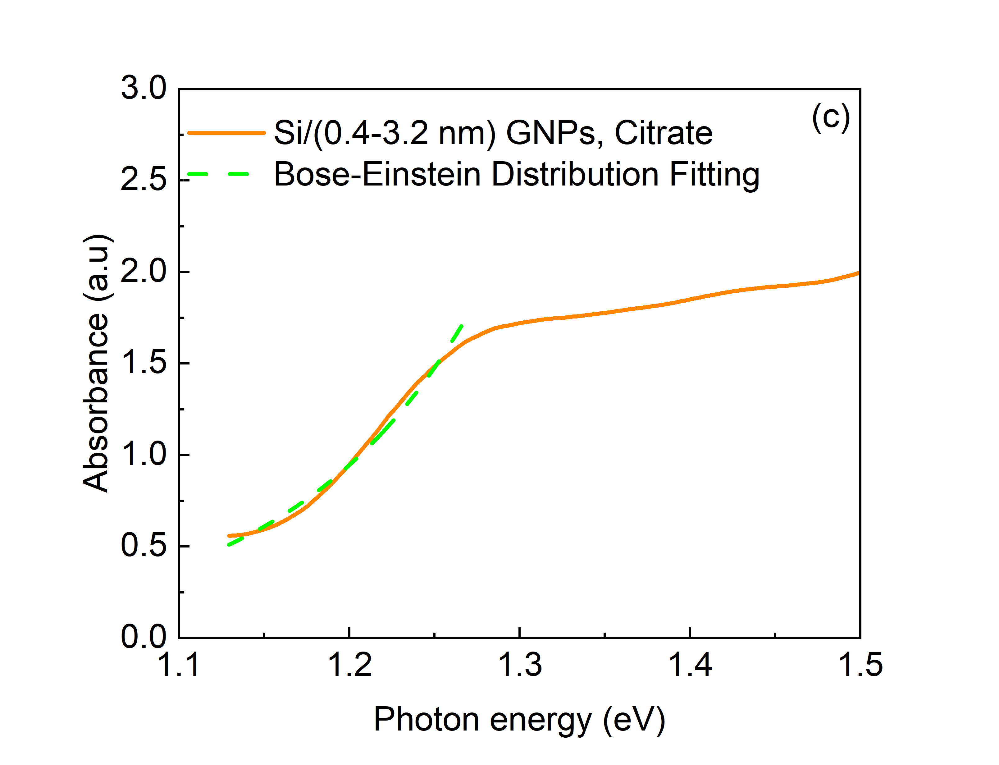 (c)
Si/(0.4-3.2 nm) GNPs, Citrate
Bose-Einstein Distribution Fitting
Absorbance (a.u)
3.0
2.5
2.0
1.5
1.0
0.5
0.0
1.1 1.2 1.3 1.4 1.5
Photon energy (eV)